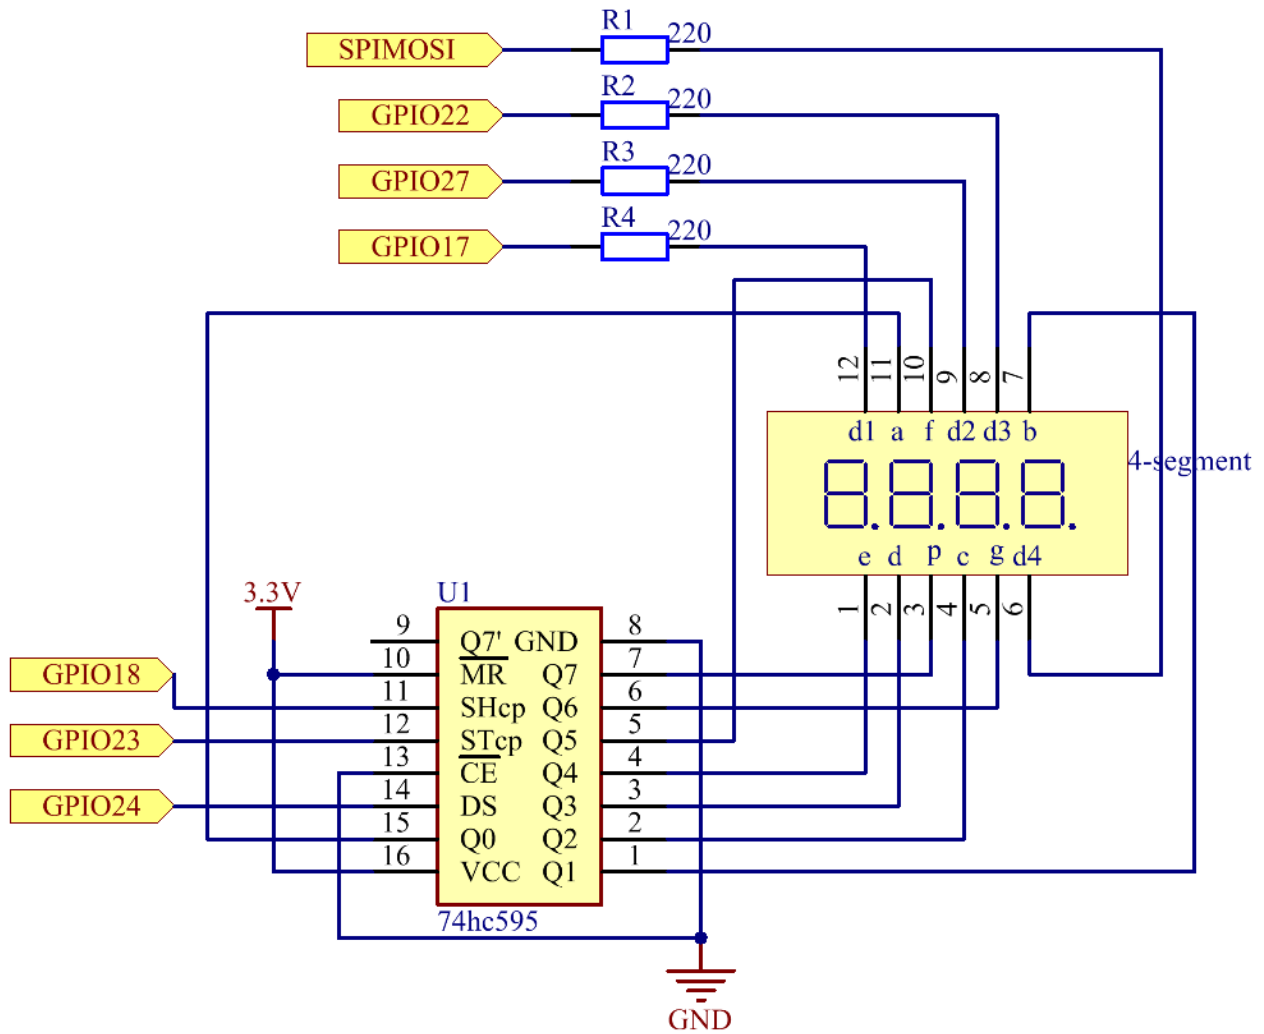 R1
SPIMOSI
220
R2
GPIO22
220
R3
GPIO27
220
R4
GPIO17
220
12 11 10 9 8 7
d1 a f d2 d3 b
4-segment
e d p c g d4
1 2 3 4 5 6
3.3V
U1
9 Q7' GND 8
GPIO18
10 MR Q7 7
11 SHcp Q6 6
GPIO23
12 STcp Q5 5
13 CE Q4 4
GPIO24
14 DS Q3 3
15 Q0 Q2 2
16 VCC Q1 1
74hc595
GND